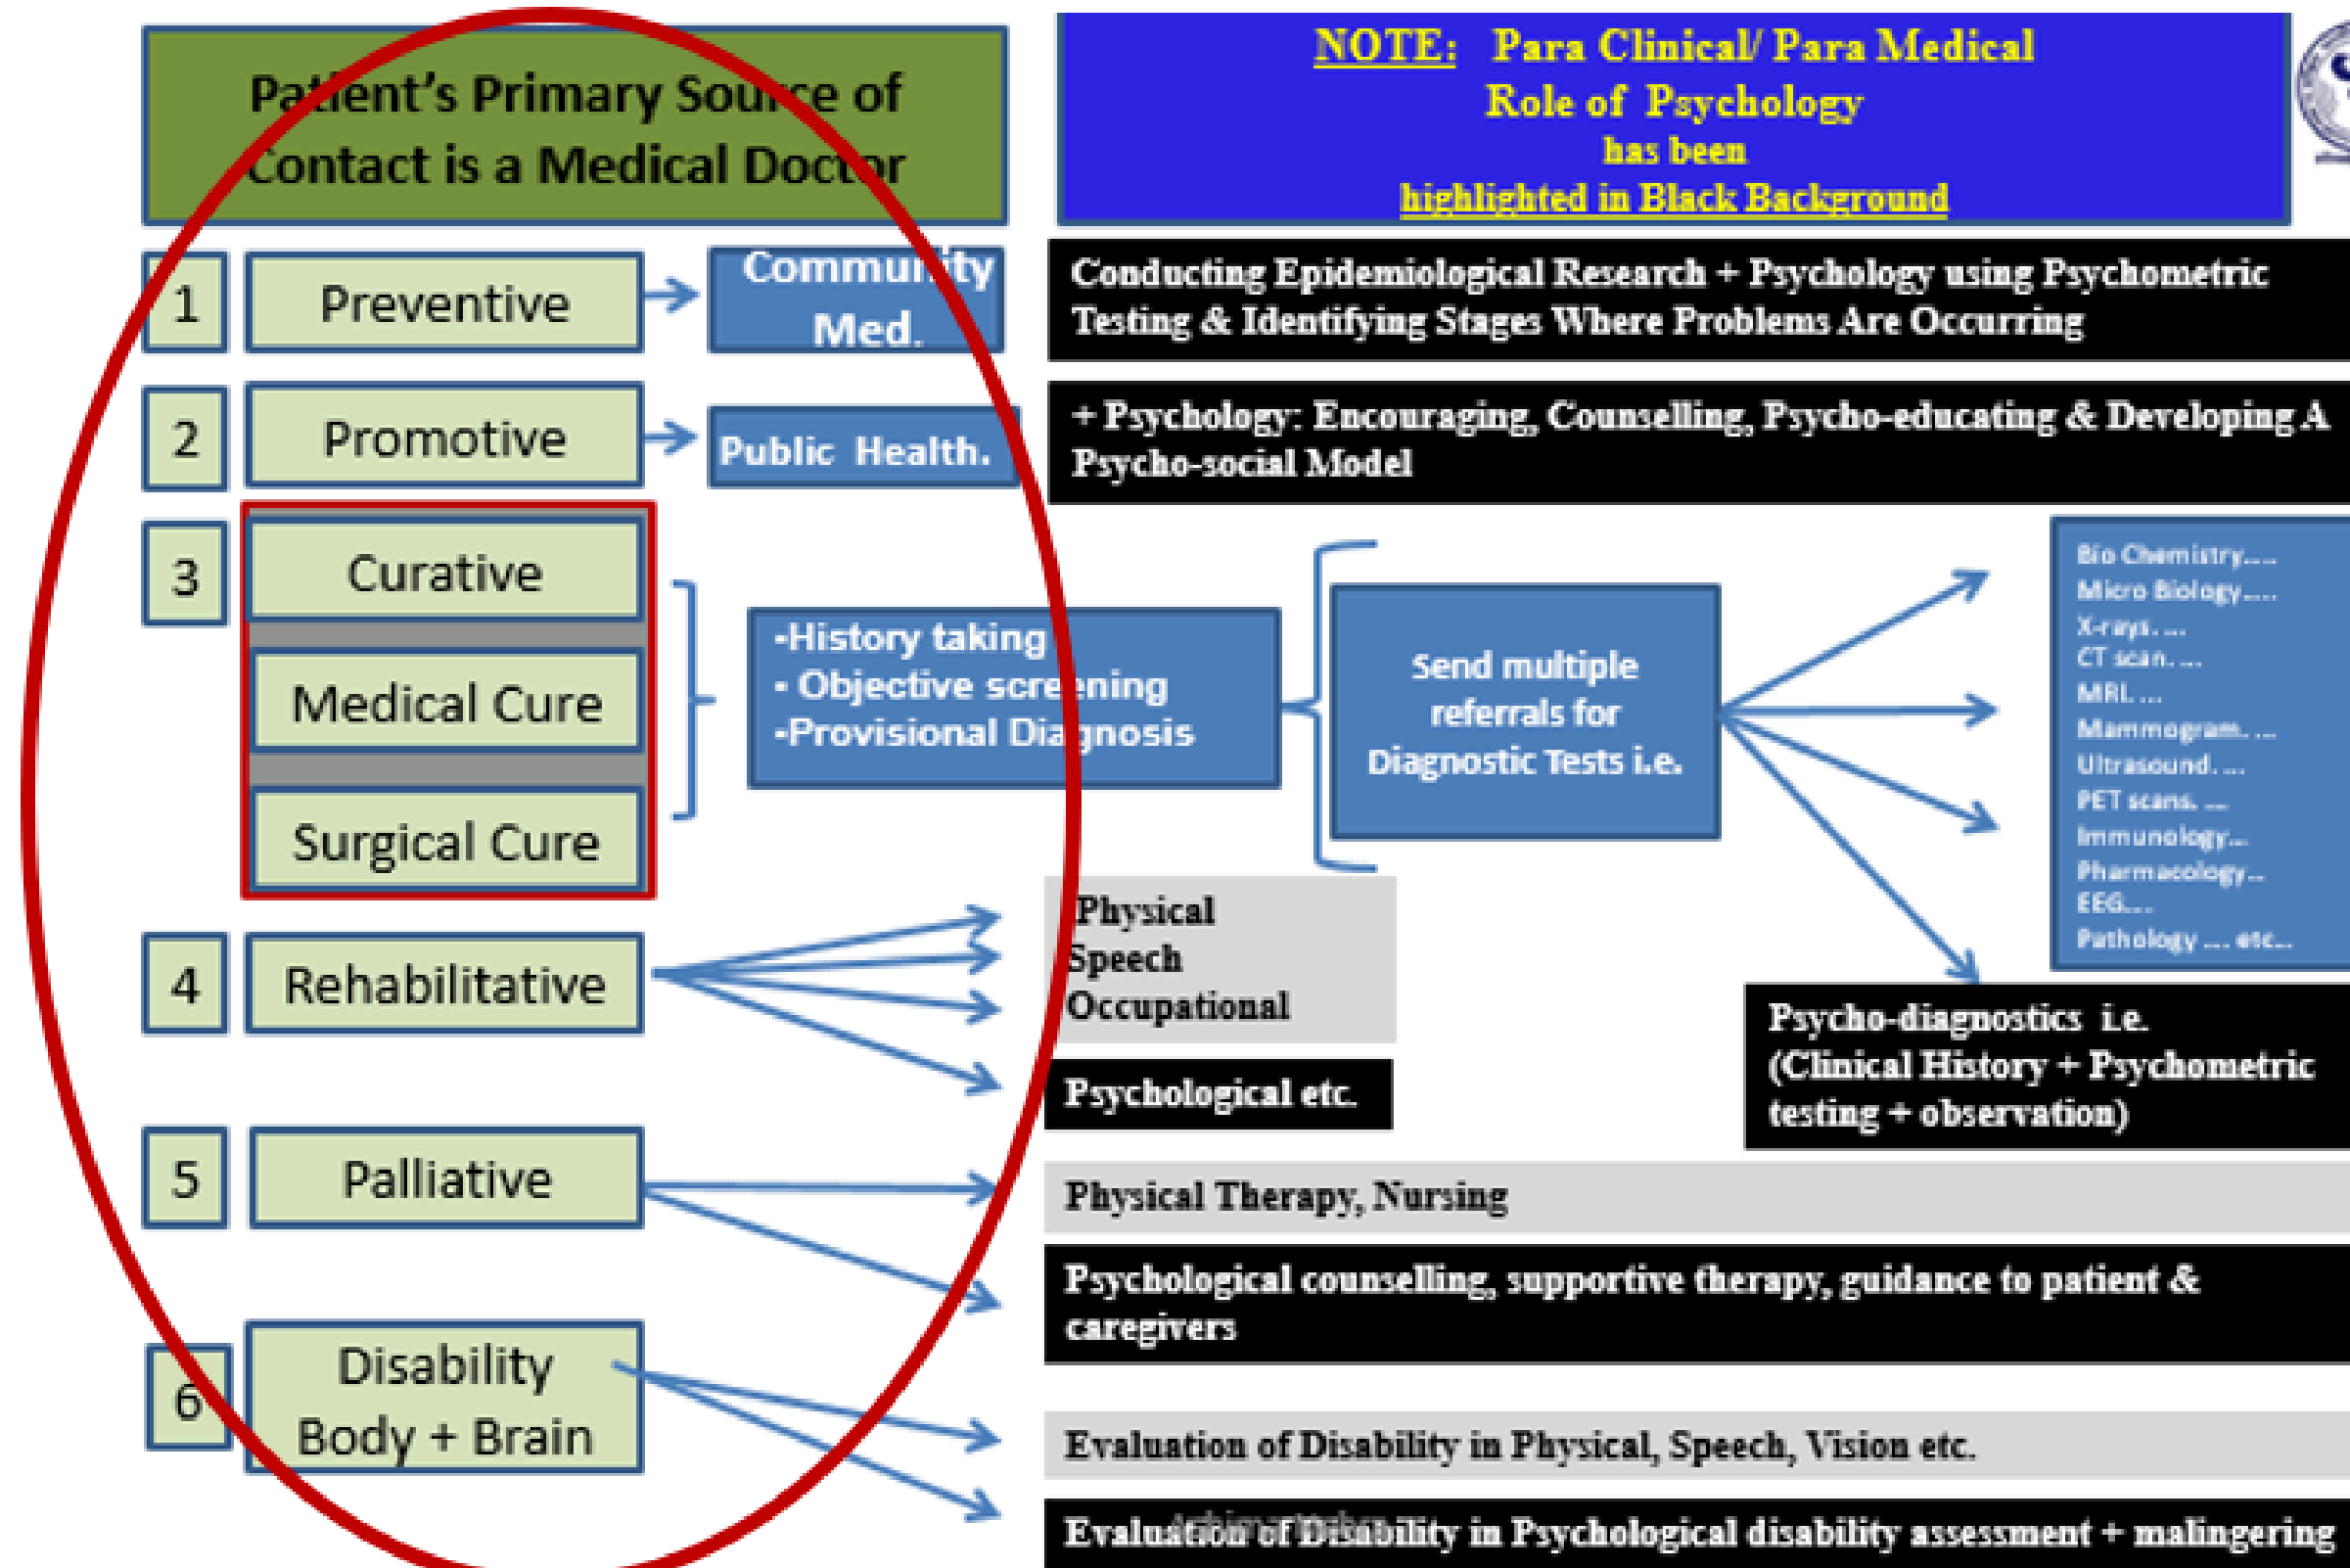 Patient's Primary Source of
Contact is a Medical Doctor
NOTE: Para Clinical/ Para Medical
Role of Psychology
has been
highlighted in Black Background
1
Preventive
Community
Med.
Conducting Epidemiological Research + Psychology using Psychometric
Testing & Identifying Stages Where Problems Are Occurring
2
Promotive
Public Health.
+ Psychology: Encouraging, Counselling, Psycho-educating & Developing A
Psycho-social Model
3
Curative
Medical Cure
Surgical Cure
-History taking
- Objective screening
-Provisional Diagnosis
Send multiple
referrals for
Diagnostic Tests i.e.
Bio Chemistry....
Micro Biology....
X-rays. ...
CT scan. ...
MRI. ...
Mammogram. ...
Ultrasound. ...
PET scans. ...
Immunology...
Pharmacology...
EEG....
Pathology .... etc...
Psycho-diagnostics i.e.
(Clinical History + Psychometric
testing + observation)
4
Rehabilitative
Physical
Speech
Occupational
Psychological etc.
5
Palliative
Physical Therapy, Nursing
Psychological counselling, supportive therapy, guidance to patient &
caregivers
6
Disability
Body + Brain
Evaluation of Disability in Physical, Speech, Vision etc.
Evaluation of Disability in Psychological disability assessment + malingering